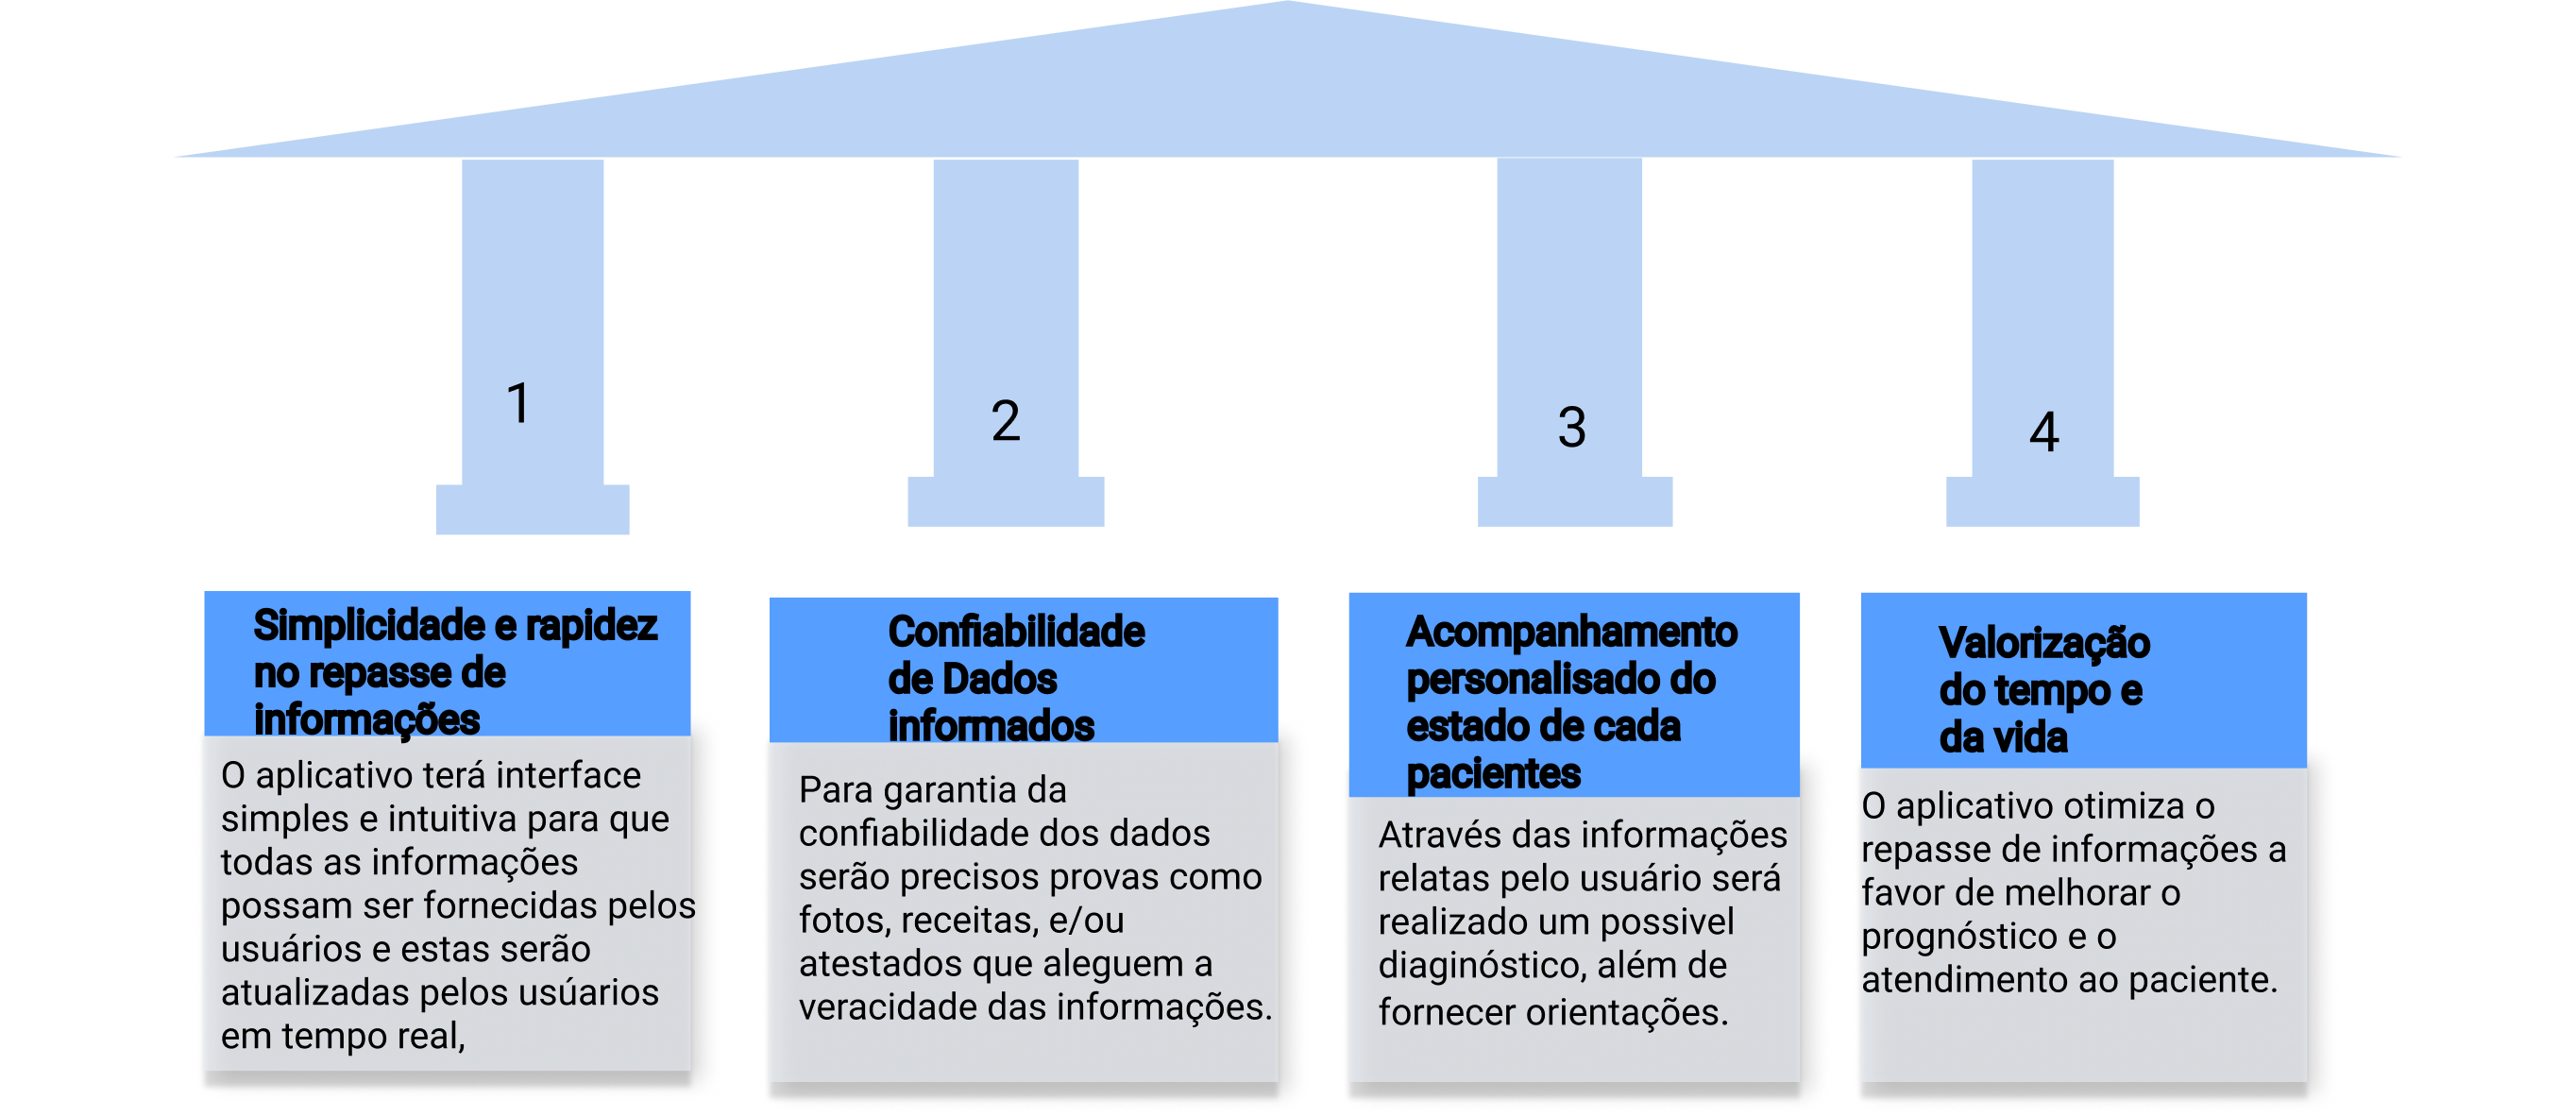 1
2
3
4
Simplicidade e rapidez
no repasse de
informações
O aplicativo terá interface
simples e intuitiva para que
todas as informações
possam ser fornecidas pelos
usuários e estas serão
atualizadas pelos usúarios
em tempo real,
Confiabilidade
de Dados
informados
Para garantia da
confiabilidade dos dados
serão precisos provas como
fotos, receitas, e/ou
atestados que aleguem a
veracidade das informações.
Acompanhamento
personalisado do
estado de cada
pacientes
Através das informações
relatas pelo usuário será
realizado um possivel
diaginóstico, além de
fornecer orientações.
Valorização
do tempo e
da vida
O aplicativo otimiza o
repasse de informações a
favor de melhorar o
prognóstico e o
atendimento ao paciente.